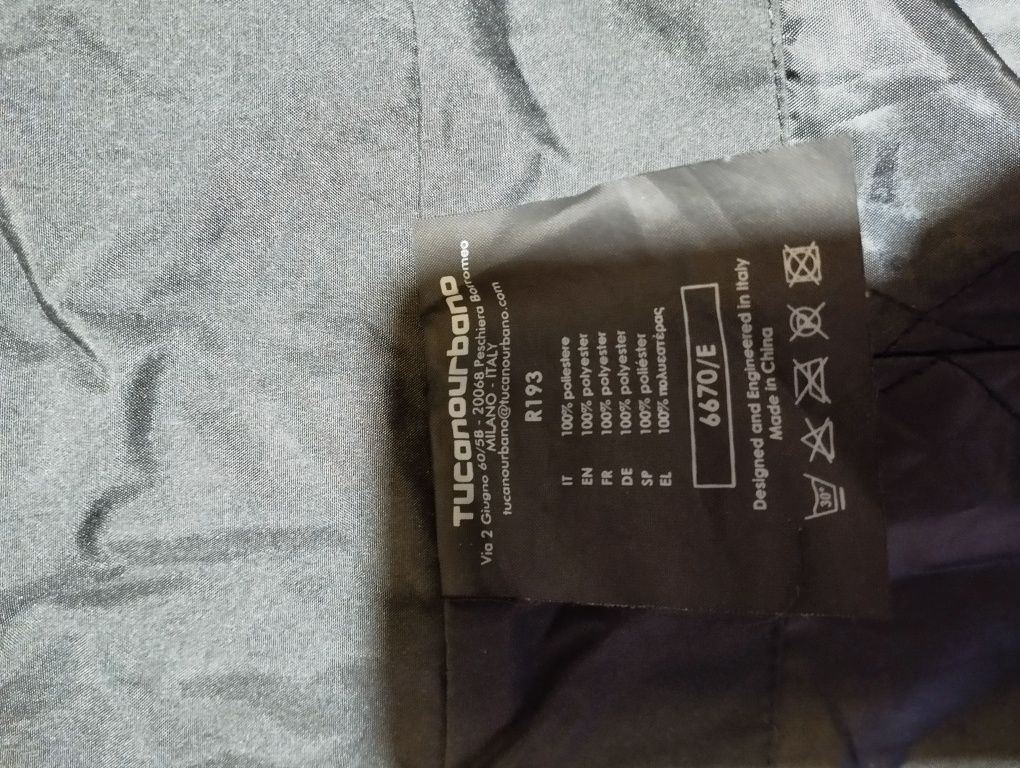 Tucanourbano
Via 2 Giugno 60/5B - 20068 Peschiera Borromeo
MILANO - ITALY
tucanourbano@tucanourbano.com
R193
IT 100% poliestere
EN 100% polyester
FR 100% polyester
DE 100% polyester
SP 100% poliester
EL 100% πολυεστέρας
6670/E
Designed and Engineered in Italy
Made in China
30°